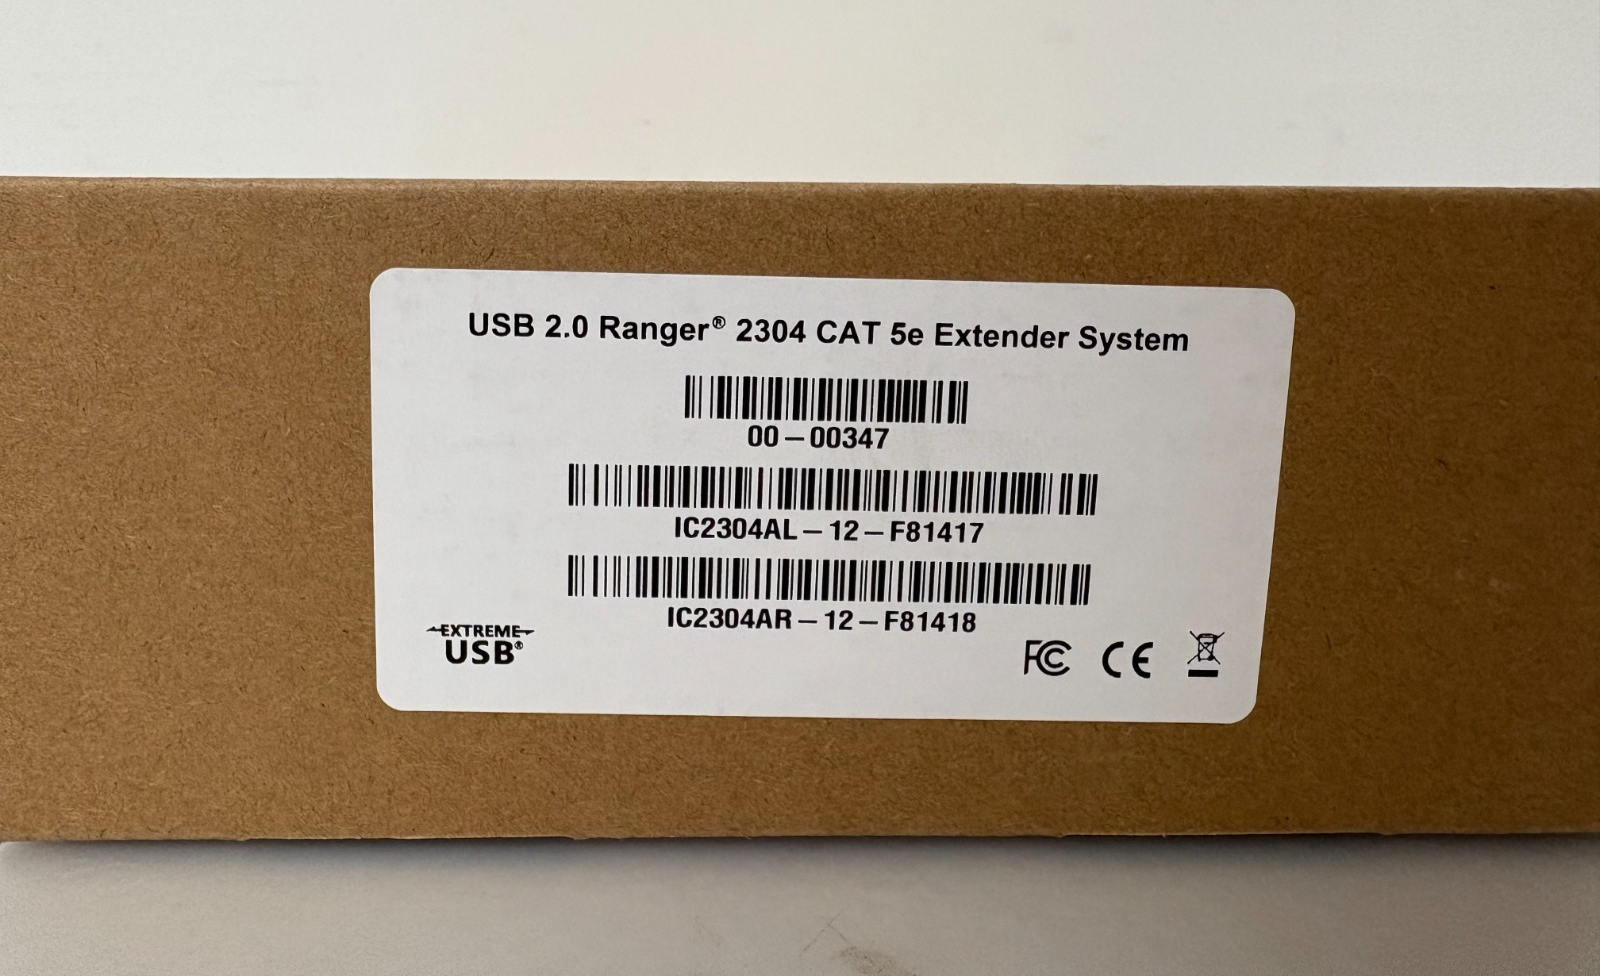 USB 2.0 Ranger® 2304 CAT 5e Extender System
00-00347
IC2304AL-12-F81417
IC2304AR-12-F81418
EXTREME
USB®
FC CE